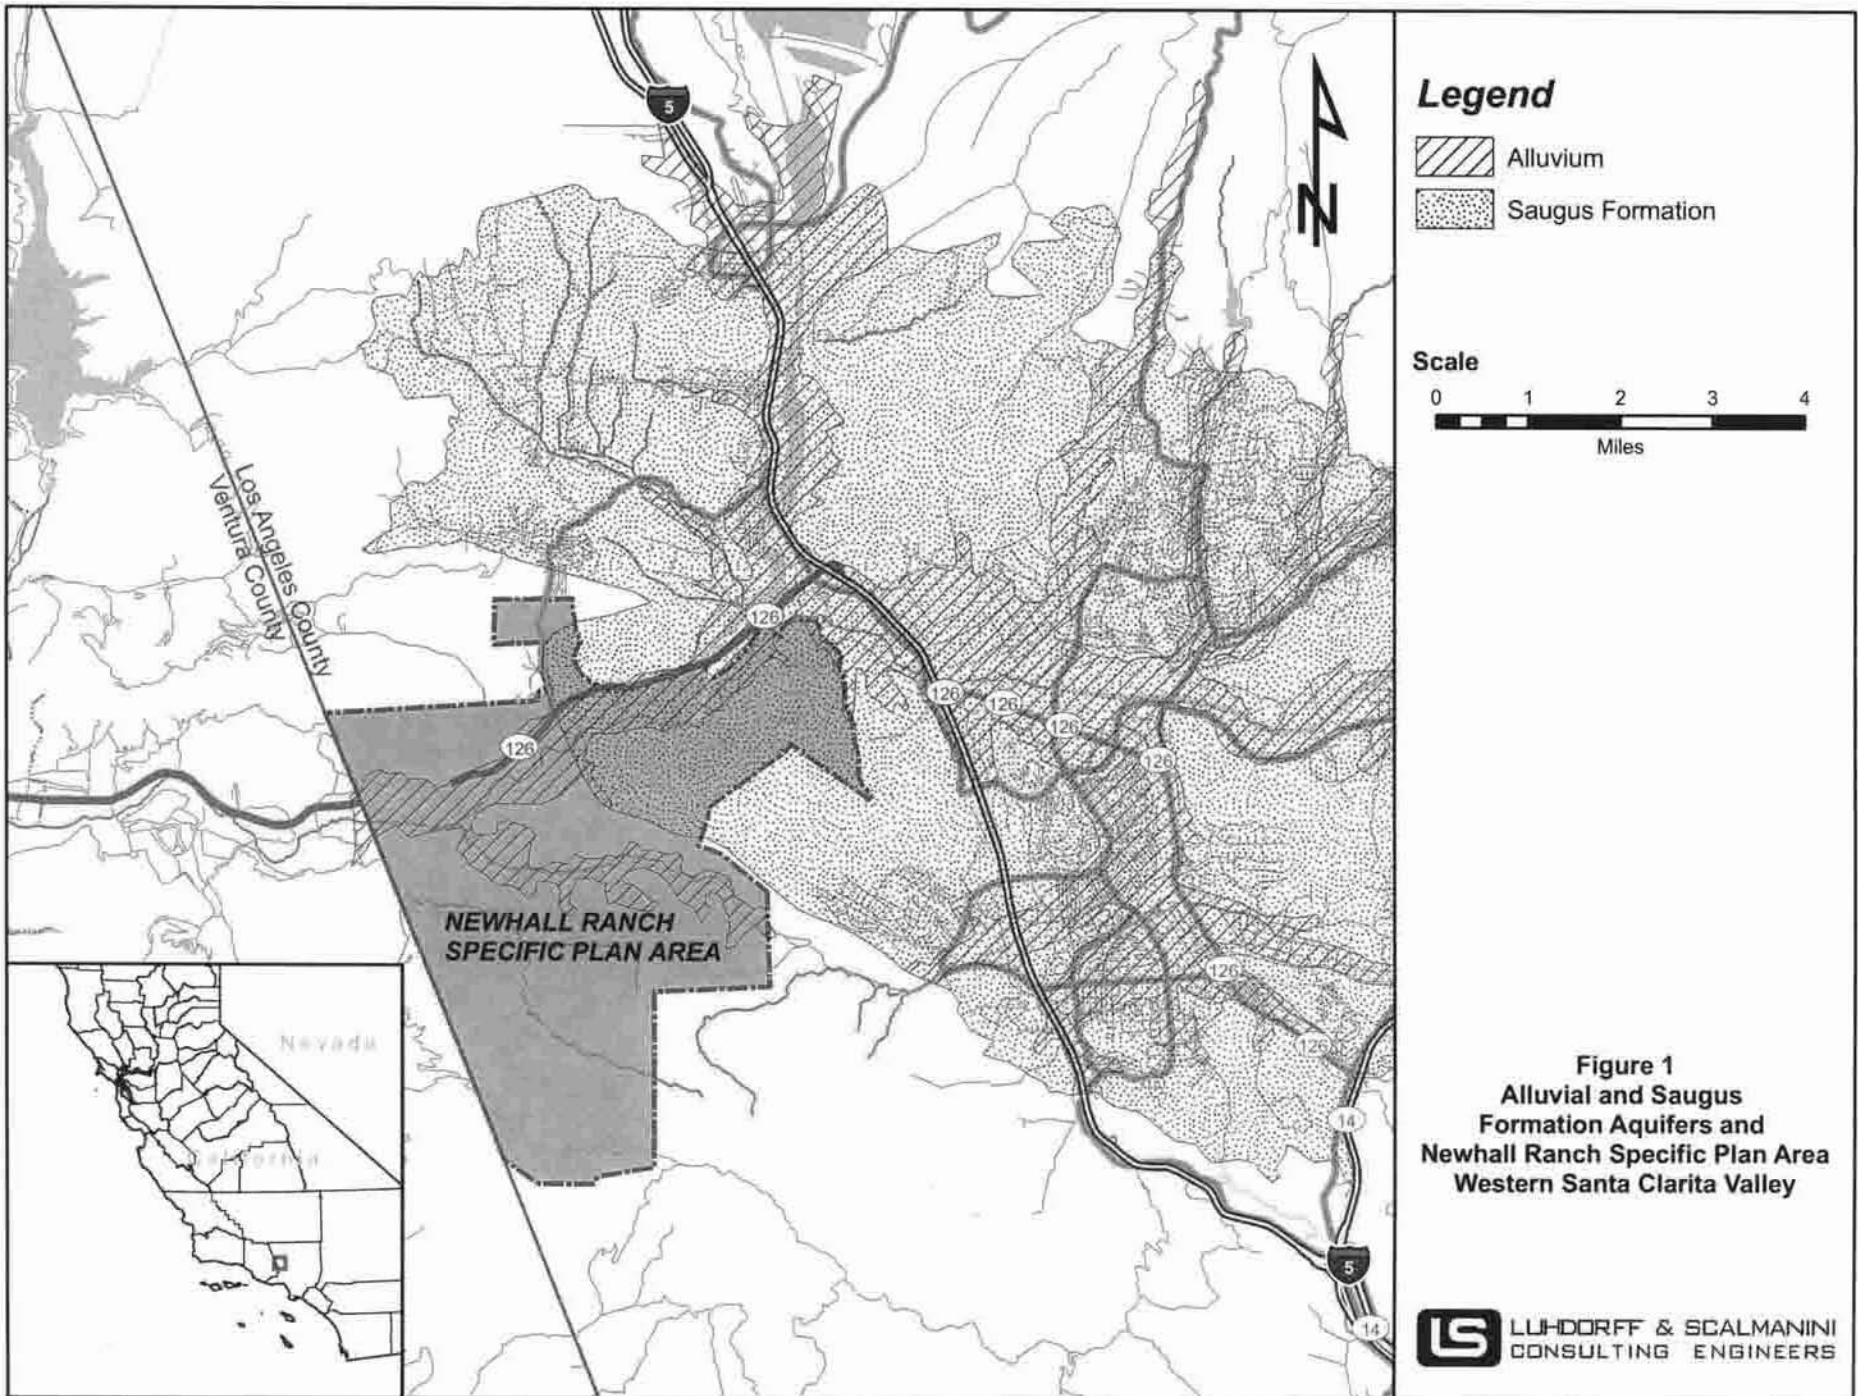 Legend
Alluvium
Saugus Formation
N
Scale
0 1 2 3 4
Miles
5
Los Angeles County
Ventura County
126
126
126
126
126
126
126
126
14
5
14
NEWHALL RANCH
SPECIFIC PLAN AREA
Nevada
California
Figure 1
Alluvial and Saugus
Formation Aquifers and
Newhall Ranch Specific Plan Area
Western Santa Clarita Valley
LS
LUHDORFF & SCALMANINI
CONSULTING ENGINEERS